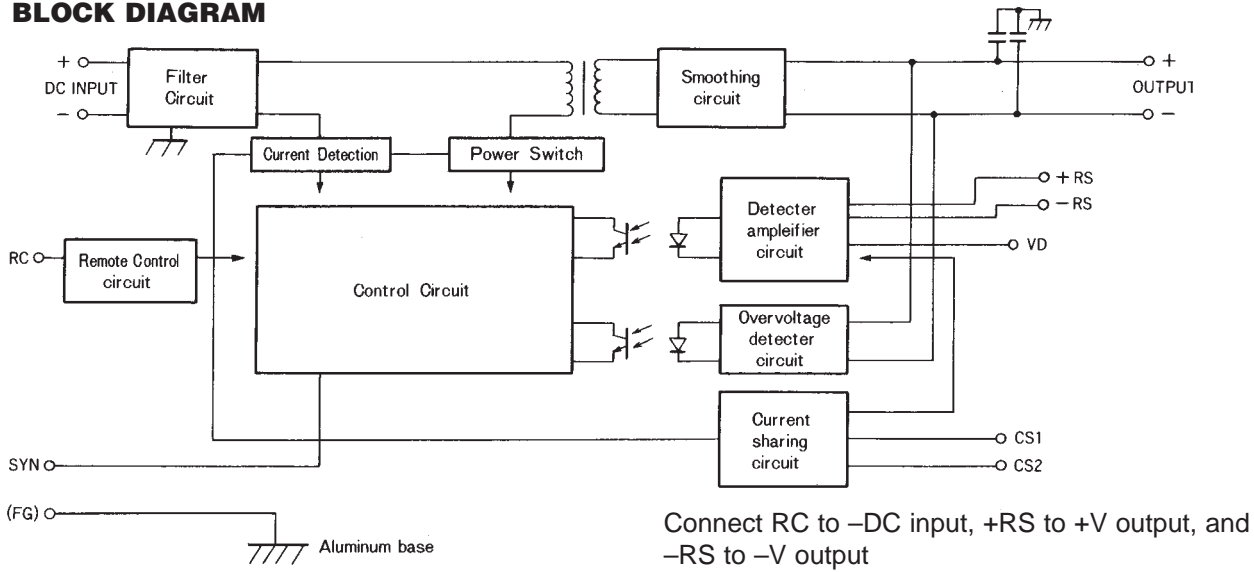 BLOCK DIAGRAM
+
DC INPUT
−
Filter
Circuit
Smoothing
circuit
+
OUTPUT
−
Current Detection
Power Switch
+ RS
− RS
VD
Detecter
ampleifier
circuit
RC
Remote Control
circuit
Control Circuit
Overvoltage
detecter
circuit
Current
sharing
circuit
CS1
CS2
SYN
(FG)
Aluminum base
Connect RC to –DC input, +RS to +V output, and
–RS to –V output